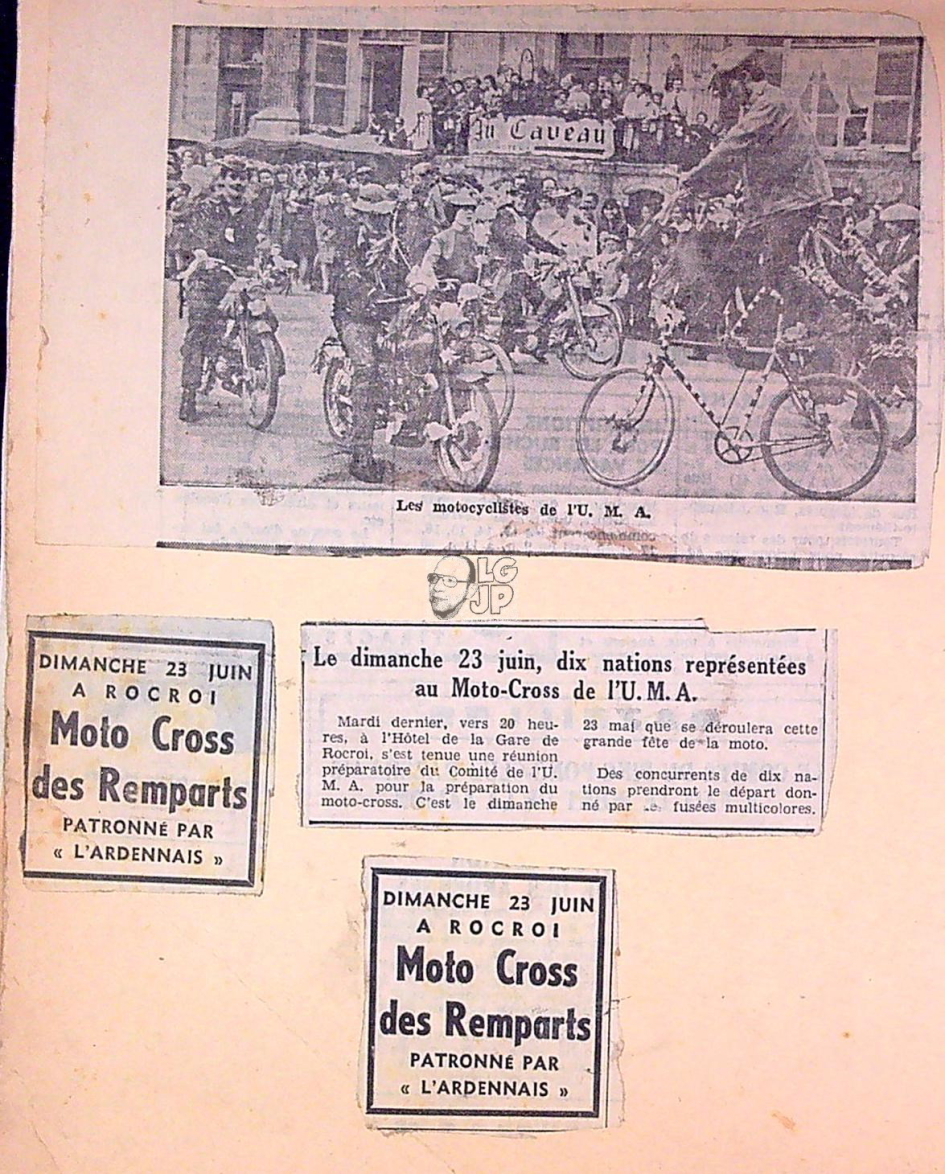 Au Caveau
Les motocyclistes de l'U. M. A.
LG
JP
DIMANCHE 23 JUIN
A ROCROI
Moto Cross
des Remparts
PATRONNÉ PAR
« L'ARDENNAIS »
Le dimanche 23 juin, dix nations représentées
au Moto-Cross de l'U. M. A.
Mardi dernier, vers 20 heu-
res, à l'Hôtel de la Gare de
Rocroi, s'est tenue une réunion
préparatoire du Comité de l'U.
M. A. pour la préparation du
moto-cross. C'est le dimanche
23 mai que se déroulera cette
grande fête de la moto.
Des concurrents de dix na-
tions prendront le départ don-
né par fusées multicolores.
DIMANCHE 23 JUIN
A ROCROI
Moto Cross
des Remparts
PATRONNÉ PAR
« L'ARDENNAIS »